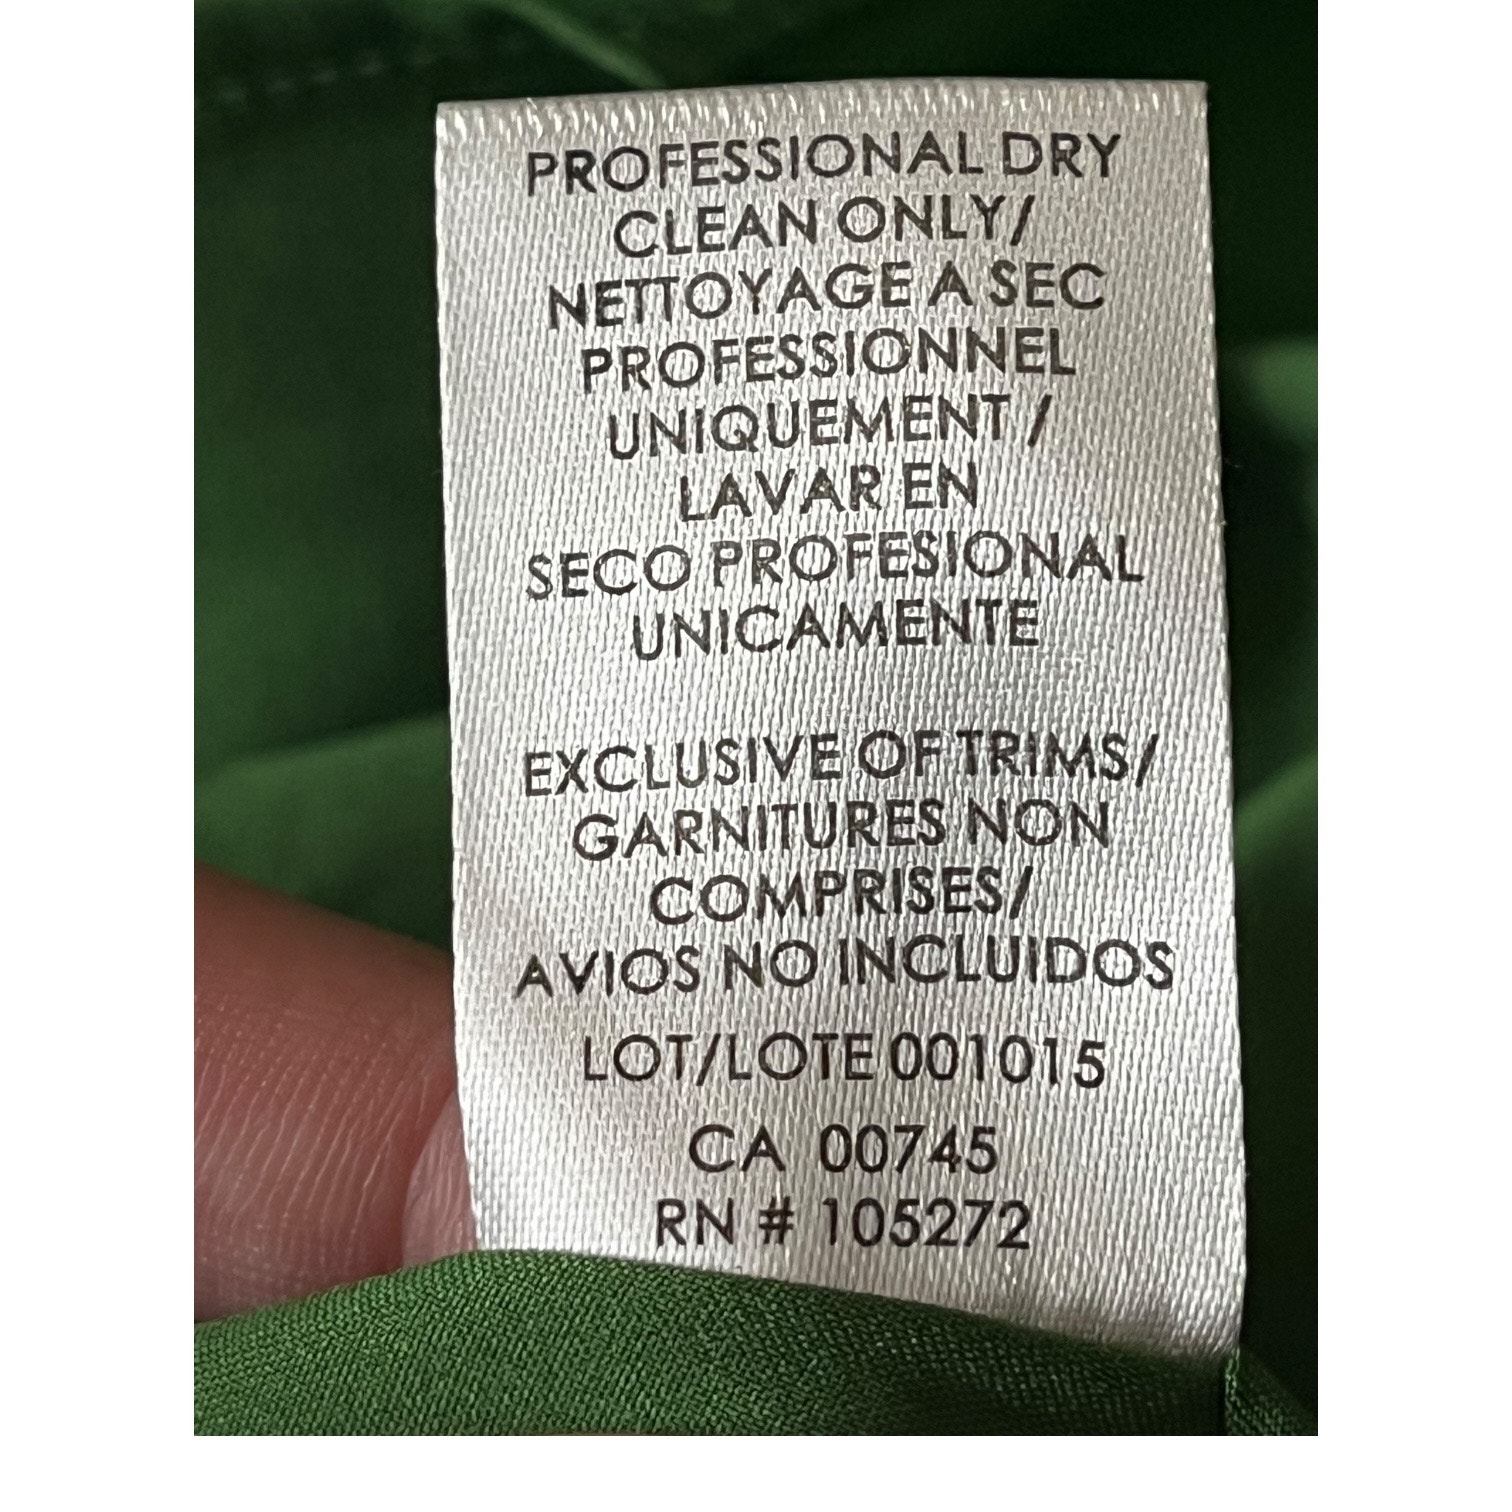 PROFESSIONAL DRY
CLEAN ONLY/
NETTOYAGE A SEC
PROFESSIONNEL
UNIQUEMENT /
LAVAR EN
SECO PROFESIONAL
UNICAMENTE
EXCLUSIVE OF TRIMS/
GARNITURES NON
COMPRISES/
AVIOS NO INCLUIDOS
LOT/LOTE 001015
CA 00745
RN # 105272